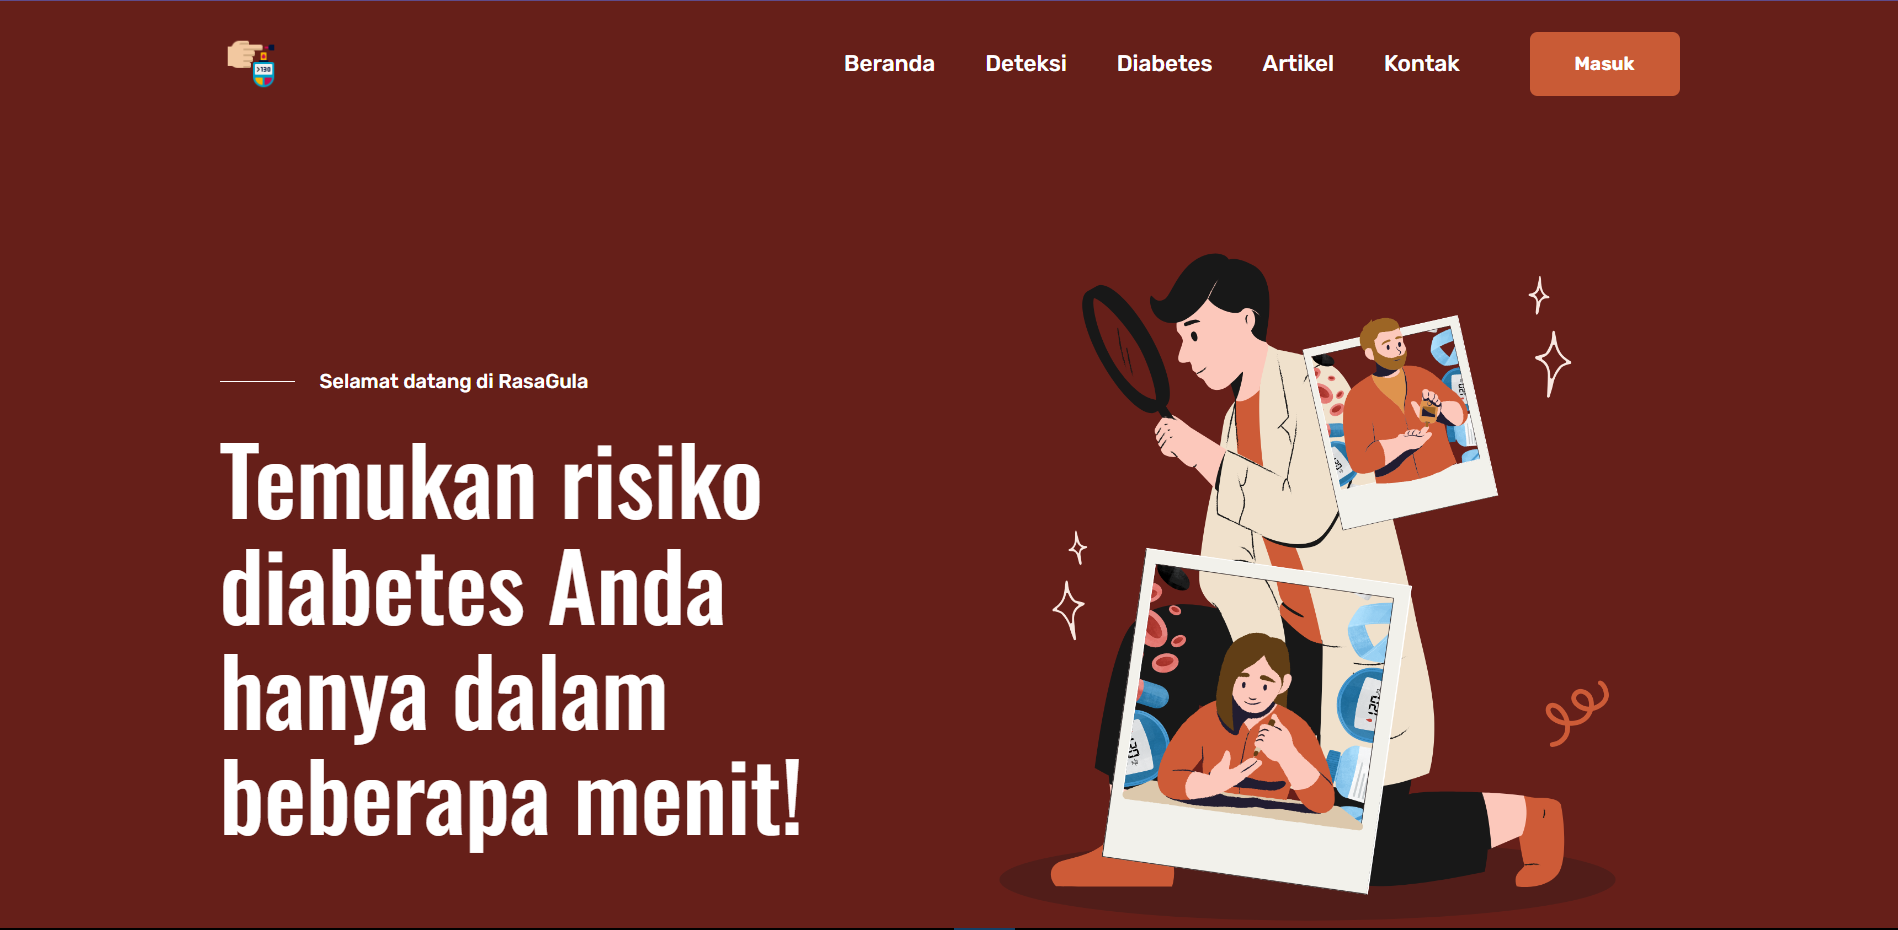 Beranda
Deteksi
Diabetes
Artikel
Kontak
Masuk
Selamat datang di RasaGula
Temukan risiko
diabetes Anda
hanya dalam
beberapa menit!